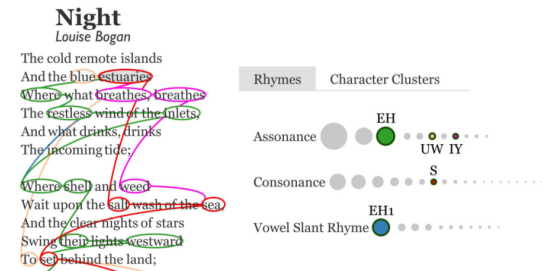 Night
Louise Bogan
The cold remote islands
And the blue estuaries
Where what breathes, breathes
The restless wind of the inlets,
And what drinks, drinks
The incoming tide;
Where shell and weed
Wait upon the salt wash of the sea,
And the clear nights of stars
Swing their lights westward
To set behind the land;
Rhymes
Character Clusters
EH
Assonance
UW IY
S
Consonance
EH1
Vowel Slant Rhyme